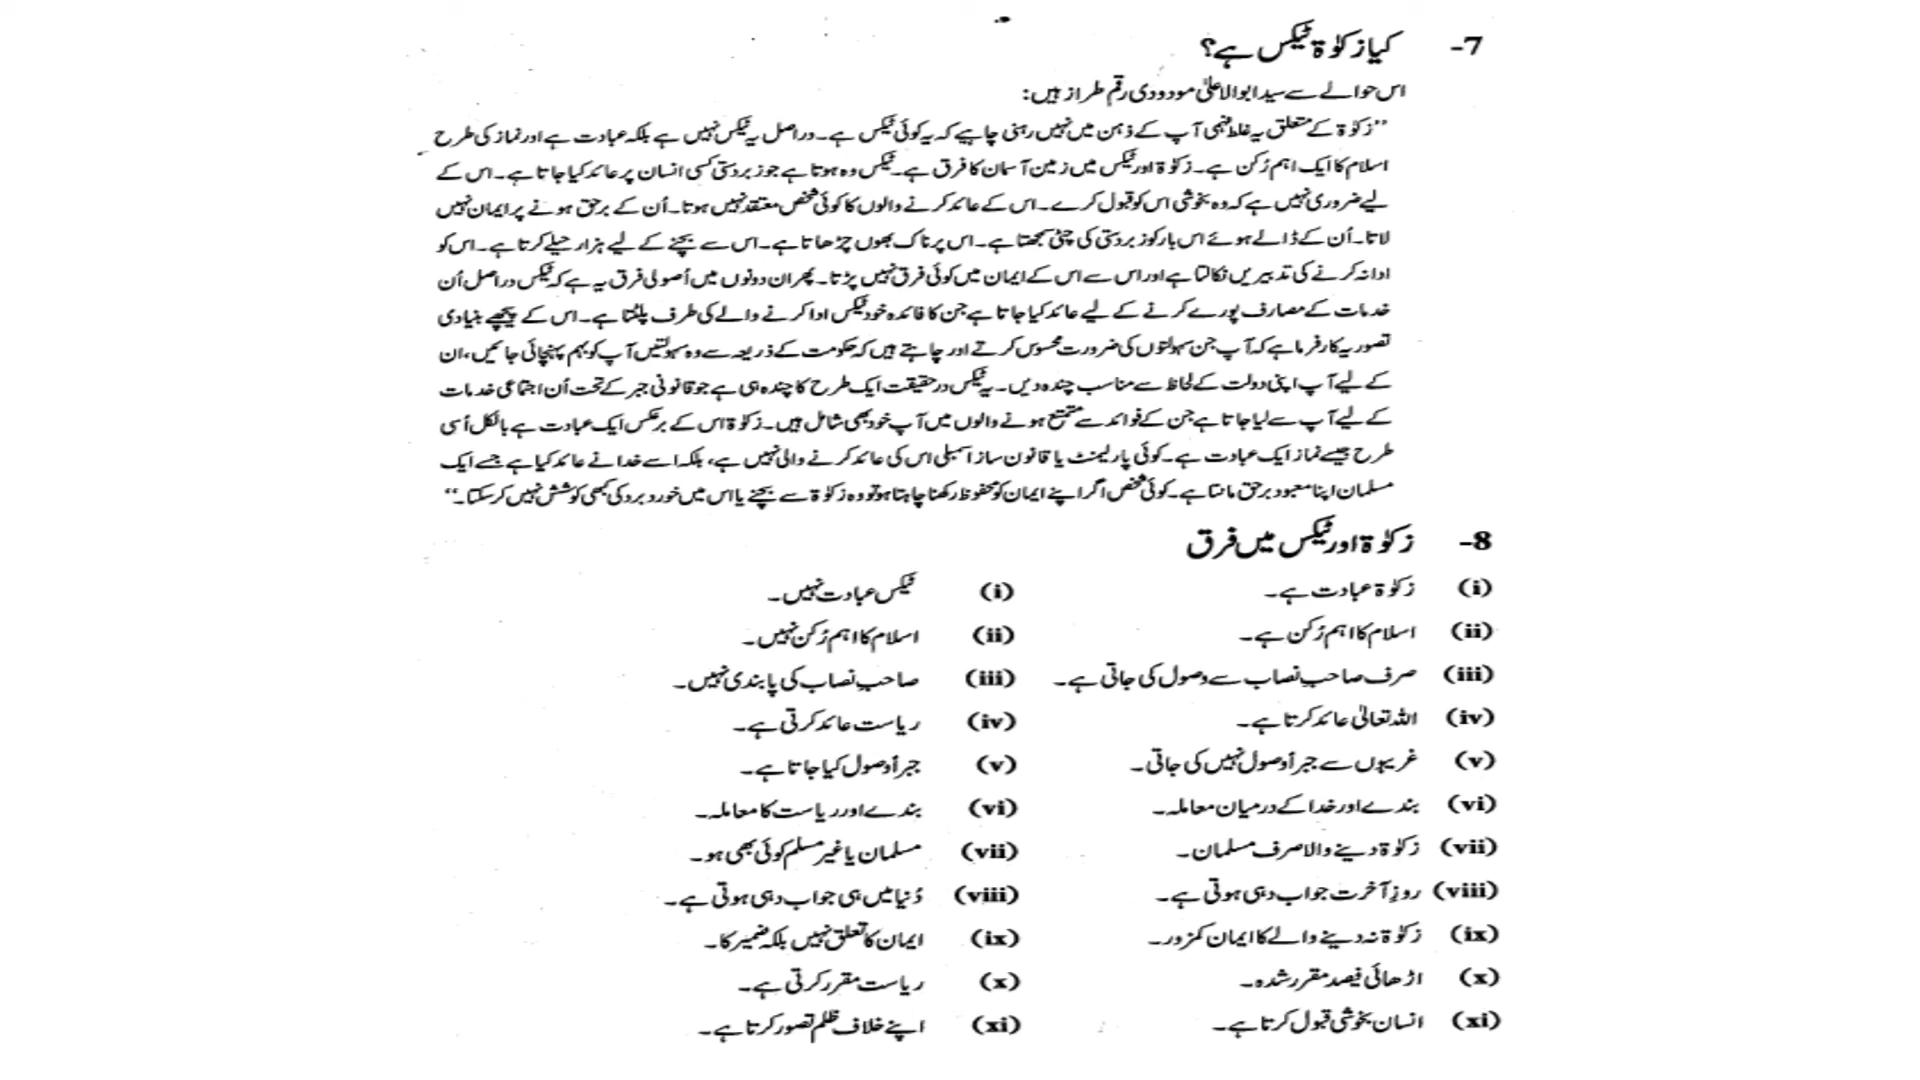 7- کیا زکوٰۃ ٹیکس ہے؟
اس حوالے سے سید ابوالاعلیٰ مودودی رقم طراز ہیں:
”زکوٰۃ کے متعلق یہ غلط فہمی آپ کے ذہن میں نہیں رہنی چاہیے کہ یہ کوئی ٹیکس ہے۔ دراصل یہ ٹیکس نہیں ہے بلکہ عبادت ہے اور نماز کی طرح
اسلام کا ایک اہم رُکن ہے۔ زکوٰۃ اور ٹیکس میں زمین آسمان کا فرق ہے۔ ٹیکس وہ ہوتا ہے جو زبردستی کسی انسان پر عائد کیا جاتا ہے۔ اس کے
لیے ضروری نہیں ہے کہ وہ بخوشی اس کو قبول کرے۔ اس کے عائد کرنے والوں کا کوئی شخص معتقد نہیں ہوتا۔ اُن کے برحق ہونے پر ایمان نہیں
لاتا۔ اُن کے ڈالے ہوئے اس بار کو زبردستی کی چٹی سمجھتا ہے۔ اس پر ناک بھوں چڑھاتا ہے۔ اس سے بچنے کے لیے ہزار حیلے کرتا ہے۔ اس کو
ادا نہ کرنے کی تدبیریں نکالتا ہے اور اس سے اس کے ایمان میں کوئی فرق نہیں پڑتا۔ پھر ان دونوں میں اُصولی فرق یہ ہے کہ ٹیکس دراصل اُن
خدمات کے مصارف پورے کرنے کے لیے عائد کیا جاتا ہے جن کا فائدہ خود ٹیکس ادا کرنے والے کی طرف پلٹتا ہے۔ اس کے پیچھے بنیادی
تصور یہ کارفرما ہے کہ آپ جن سہولتوں کی ضرورت محسوس کرتے اور چاہتے ہیں کہ حکومت کے ذریعہ سے وہ سہولتیں آپ کو بہم پہنچائی جائیں، ان
کے لیے آپ اپنی دولت کے لحاظ سے مناسب چندہ دیں۔ یہ ٹیکس درحقیقت ایک طرح کا چندہ ہی ہے جو قانونی جبر کے تحت اُن اجتماعی خدمات
کے لیے آپ سے لیا جاتا ہے جن کے فوائد سے متمتع ہونے والوں میں آپ خود بھی شامل ہیں۔ زکوٰۃ اس کے برعکس ایک عبادت ہے بالکل اُسی
طرح جیسے نماز ایک عبادت ہے۔ کوئی پارلیمنٹ یا قانون ساز اسمبلی اس کی عائد کرنے والی نہیں ہے، بلکہ اسے خدا نے عائد کیا ہے جسے ایک
مسلمان اپنا معبود برحق مانتا ہے۔ کوئی شخص اگر اپنے ایمان کو محفوظ رکھنا چاہتا ہو تو وہ زکوٰۃ سے بچنے یا اس میں خورد برد کی کبھی کوشش نہیں کر سکتا۔“
8- زکوٰۃ اور ٹیکس میں فرق
(i) زکوٰۃ عبادت ہے۔ (i) ٹیکس عبادت نہیں۔
(ii) اسلام کا اہم رُکن ہے۔ (ii) اسلام کا اہم رُکن نہیں۔
(iii) صرف صاحبِ نصاب سے وصول کی جاتی ہے۔ (iii) صاحبِ نصاب کی پابندی نہیں۔
(iv) اللہ تعالیٰ عائد کرتا ہے۔ (iv) ریاست عائد کرتی ہے۔
(v) غریبوں سے جبراً وصول نہیں کی جاتی۔ (v) جبراً وصول کیا جاتا ہے۔
(vi) بندے اور خدا کے درمیان معاملہ۔ (vi) بندے اور ریاست کا معاملہ۔
(vii) زکوٰۃ دینے والا صرف مسلمان۔ (vii) مسلمان یا غیر مسلم کوئی بھی ہو۔
(viii) روزِ آخرت جواب دہی ہوتی ہے۔ (viii) دُنیا میں ہی جواب دہی ہوتی ہے۔
(ix) زکوٰۃ نہ دینے والے کا ایمان کمزور۔ (ix) ایمان کا تعلق نہیں بلکہ ضمیر کا۔
(x) اڑھائی فیصد مقرر شدہ۔ (x) ریاست مقرر کرتی ہے۔
(xi) انسان بخوشی قبول کرتا ہے۔ (xi) اپنے خلاف ظلم تصور کرتا ہے۔